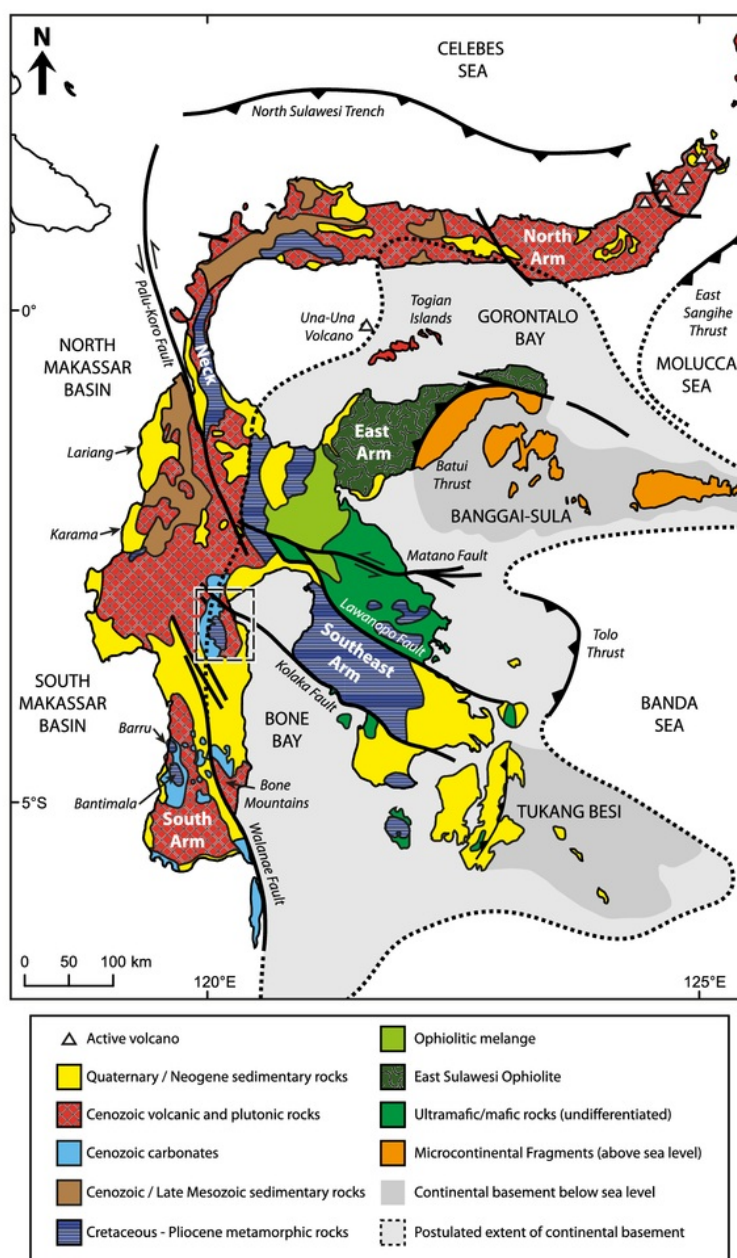 N
CELEBES
SEA
North Sulawesi Trench
North
Arm
East
Sangihe
Thrust
0°
Palu-Koro Fault
Una-Una
Volcano
Togian
Islands
GORONTALO
BAY
MOLUCCA
SEA
NORTH
MAKASSAR
BASIN
Neck
Lariang
East
Arm
Batui
Thrust
BANGGAI-SULA
Karama
Matano Fault
Lawanopo Fault
Southeast
Arm
Tolo
Thrust
SOUTH
MAKASSAR
BASIN
Kolaka Fault
BONE
BAY
BANDA
SEA
Barru
Bantimala
Bone
Mountains
5°S
South
Arm
Walanae Fault
TUKANG BESI
0 50 100 km
120°E
125°E
Active volcano
Quaternary / Neogene sedimentary rocks
Cenozoic volcanic and plutonic rocks
Cenozoic carbonates
Cenozoic / Late Mesozoic sedimentary rocks
Cretaceous - Pliocene metamorphic rocks
Ophiolitic melange
East Sulawesi Ophiolite
Ultramafic/mafic rocks (undifferentiated)
Microcontinental Fragments (above sea level)
Continental basement below sea level
Postulated extent of continental basement